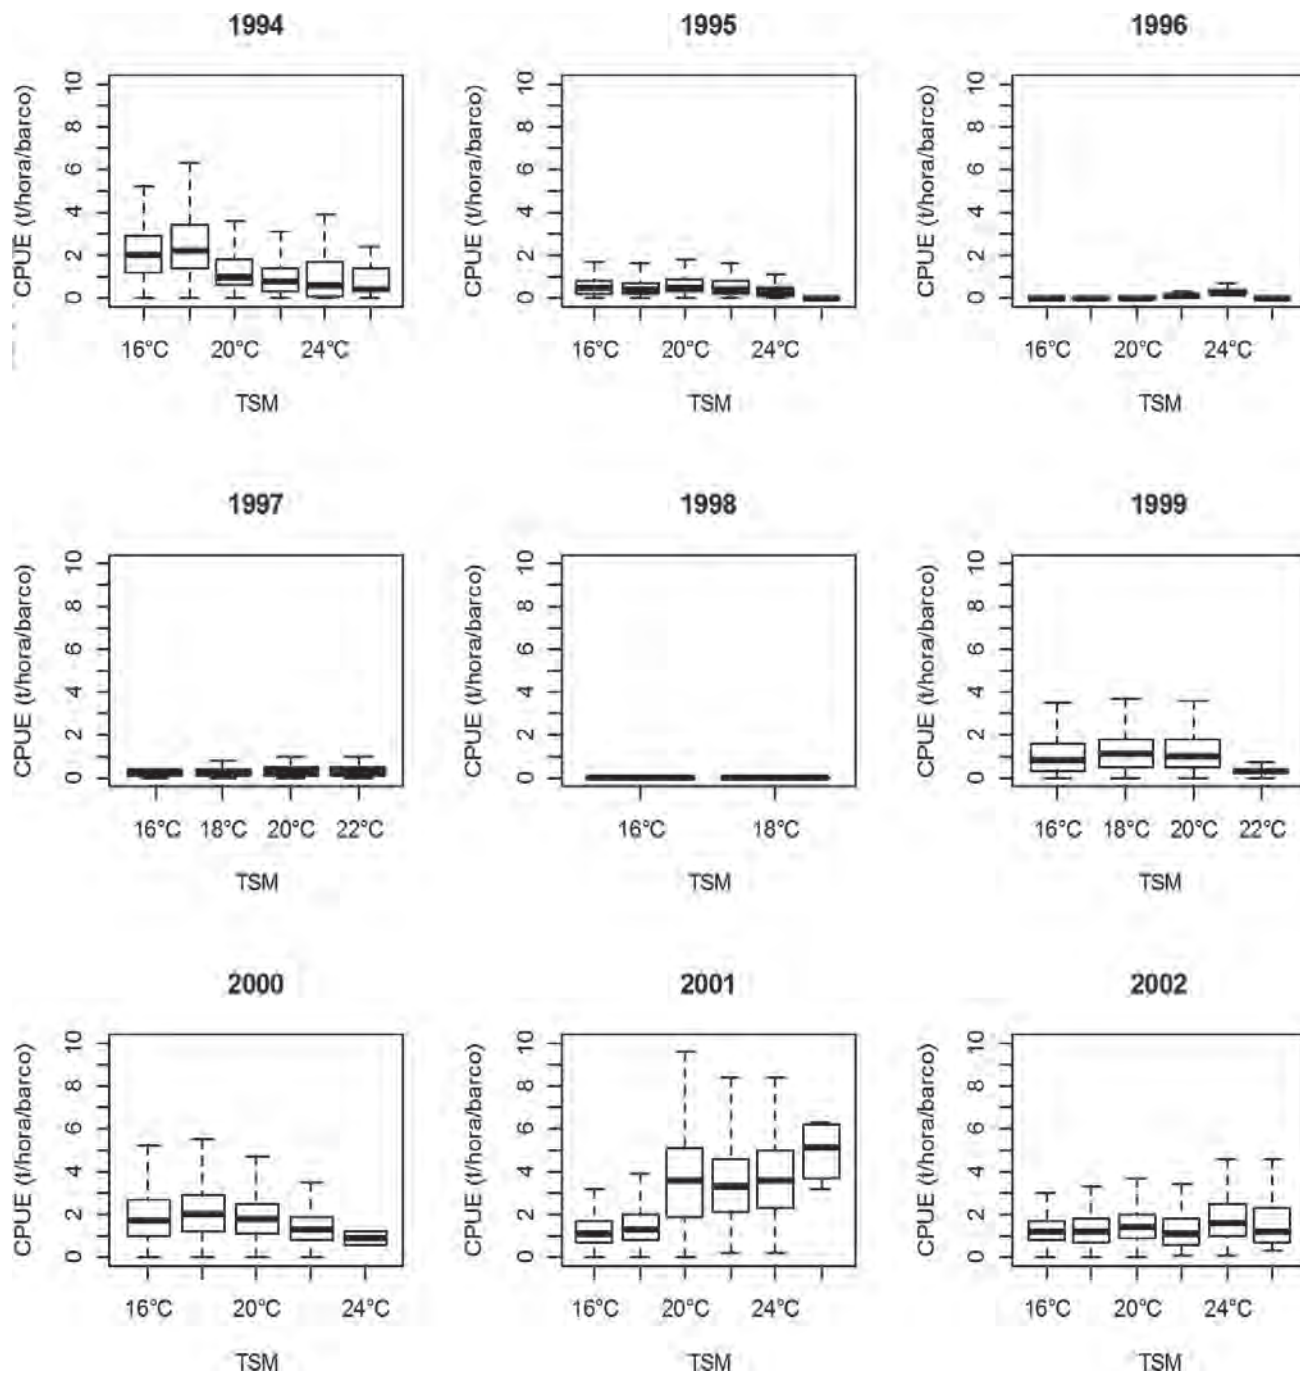 1994
CPUE (t/hora/barco)
0 2 4 6 8 10
16°C 20°C 24°C
TSM
1995
CPUE (t/hora/barco)
0 2 4 6 8 10
16°C 20°C 24°C
TSM
1996
CPUE (t/hora/barco)
0 2 4 6 8 10
16°C 20°C 24°C
TSM
1997
CPUE (t/hora/barco)
0 2 4 6 8 10
16°C 18°C 20°C 22°C
TSM
1998
CPUE (t/hora/barco)
0 2 4 6 8 10
16°C 18°C
TSM
1999
CPUE (t/hora/barco)
0 2 4 6 8 10
16°C 18°C 20°C 22°C
TSM
2000
CPUE (t/hora/barco)
0 2 4 6 8 10
16°C 20°C 24°C
TSM
2001
CPUE (t/hora/barco)
0 2 4 6 8 10
16°C 20°C 24°C
TSM
2002
CPUE (t/hora/barco)
0 2 4 6 8 10
16°C 20°C 24°C
TSM